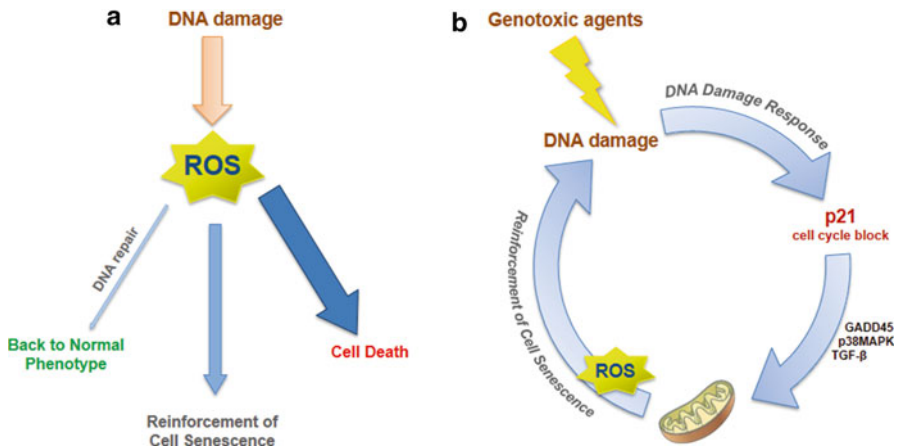 a
DNA damage
ROS
DNA repair
Back to Normal
Phenotype
Cell Death
Reinforcement of
Cell Senescence
b
Genotoxic agents
DNA damage
DNA Damage Response
p21
cell cycle block
GADD45
p38MAPK
TGF-β
ROS
Reinforcement of Cell Senescence